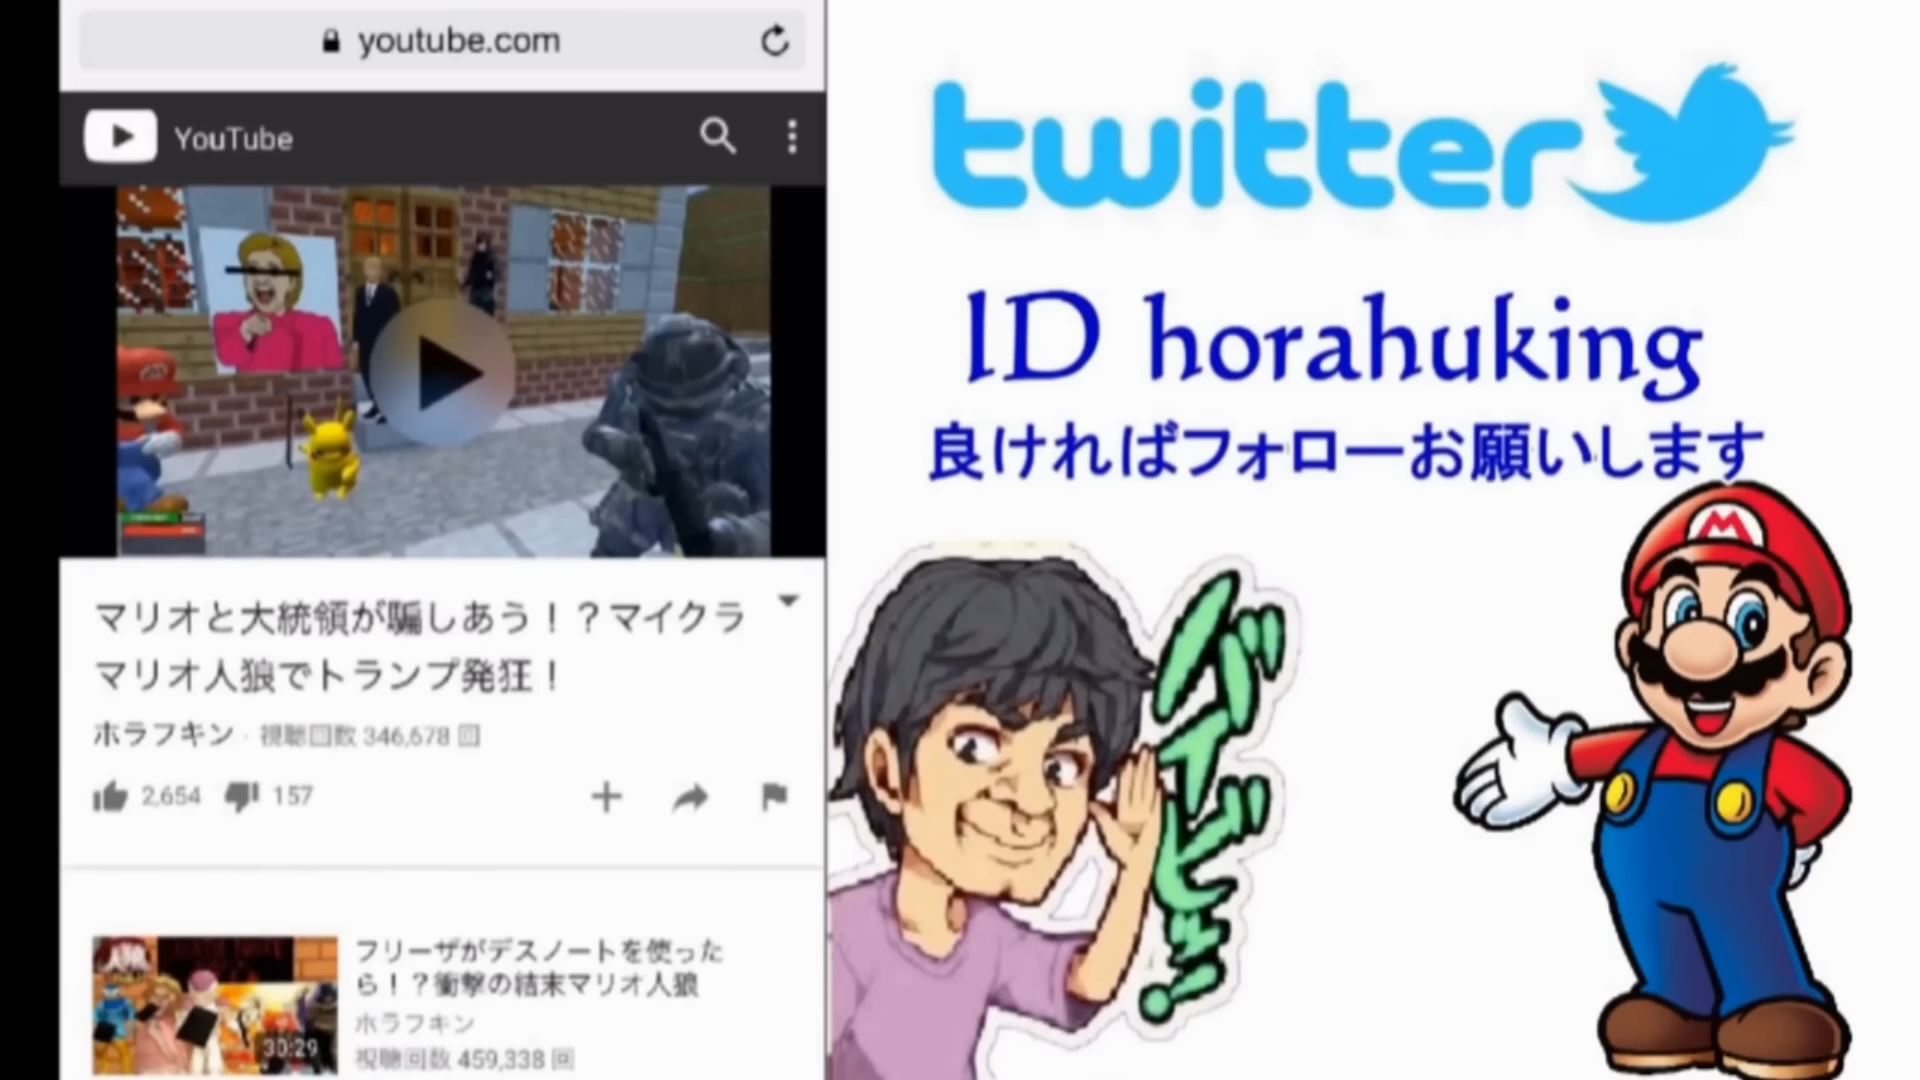 youtube.com
YouTube
マリオと大統領が騙しあう！？マイクラ
マリオ人狼でトランプ発狂！
ホラフキン · 視聴回数 346,678 回
2,654
157
フリーザがデスノートを使った
ら！？衝撃の結末マリオ人狼
ホラフキン
視聴回数 459,338 回
30:29
twitter
ID horahuking
良ければフォローお願いします
バイビー！
M